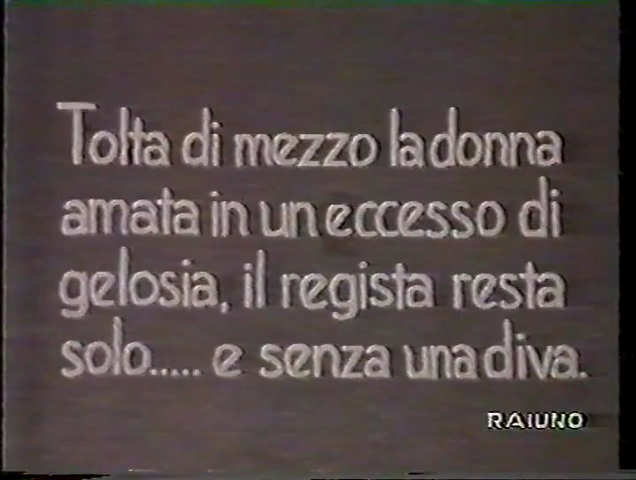 Tolta di mezzo la donna
amata in un eccesso di
gelosia, il regista resta
solo..... e senza una diva.
RAIUNO